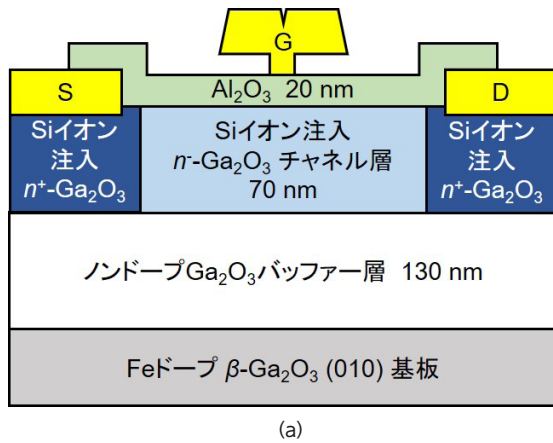 G
S
D
Al₂O₃ 20 nm
Siイオン
注入
n⁺-Ga₂O₃
Siイオン注入
n⁻-Ga₂O₃ チャネル層
70 nm
Siイオン
注入
n⁺-Ga₂O₃
ノンドープGa₂O₃バッファー層 130 nm
Feドープ β-Ga₂O₃ (010) 基板
(a)